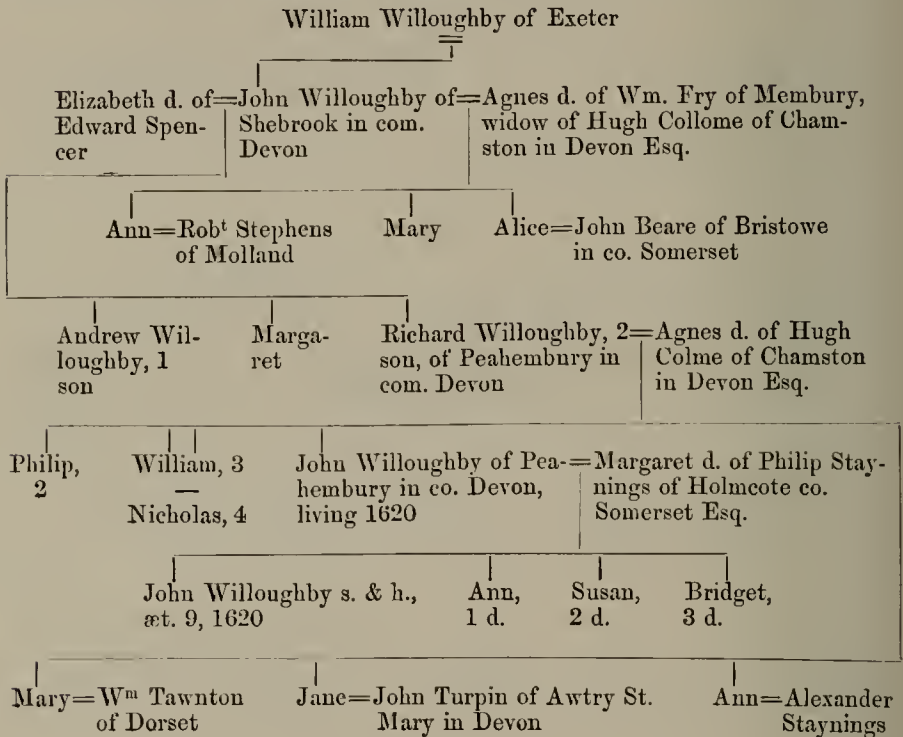 William Willoughby of Exeter
Elizabeth d. of=John Willoughby of=Agnes d. of Wm. Fry of Membury,
Edward Spen- Shebrook in com. widow of Hugh Collome of Cham-
cer Devon ston in Devon Esq.
Ann=Robᵗ Stephens Mary Alice=John Beare of Bristowe
of Molland in co. Somerset
Andrew Wil- Marga- Richard Willoughby, 2=Agnes d. of Hugh
loughby, 1 ret son, of Peahembury in Colme of Chamston
son com. Devon in Devon Esq.
Philip, William, 3 John Willoughby of Pea-=Margaret d. of Philip Stay-
2 — hembury in co. Devon, nings of Holmcote co.
Nicholas, 4 living 1620 Somerset Esq.
John Willoughby s. & h., Ann, Susan, Bridget,
æt. 9, 1620 1 d. 2 d. 3 d.
Mary=Wᵐ Tawnton Jane=John Turpin of Awtry St. Ann=Alexander
of Dorset Mary in Devon Staynings